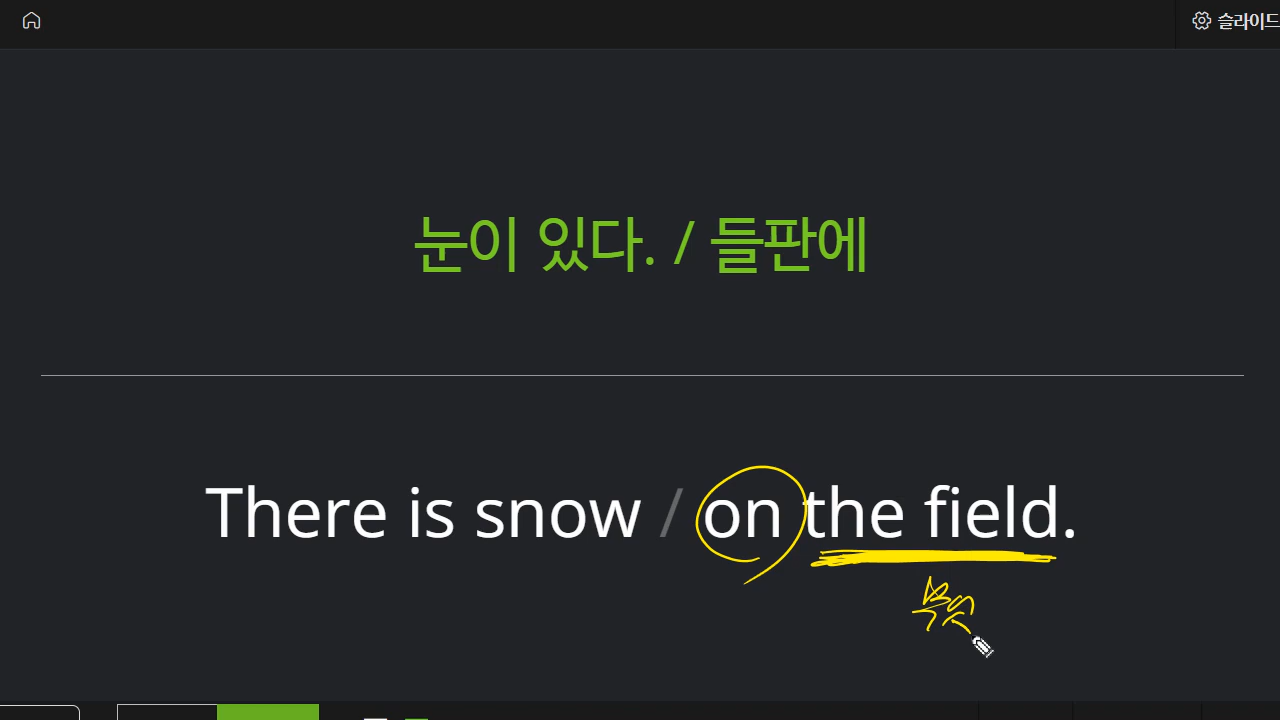 슬라이드
눈이 있다. / 들판에
There is snow / on the field.